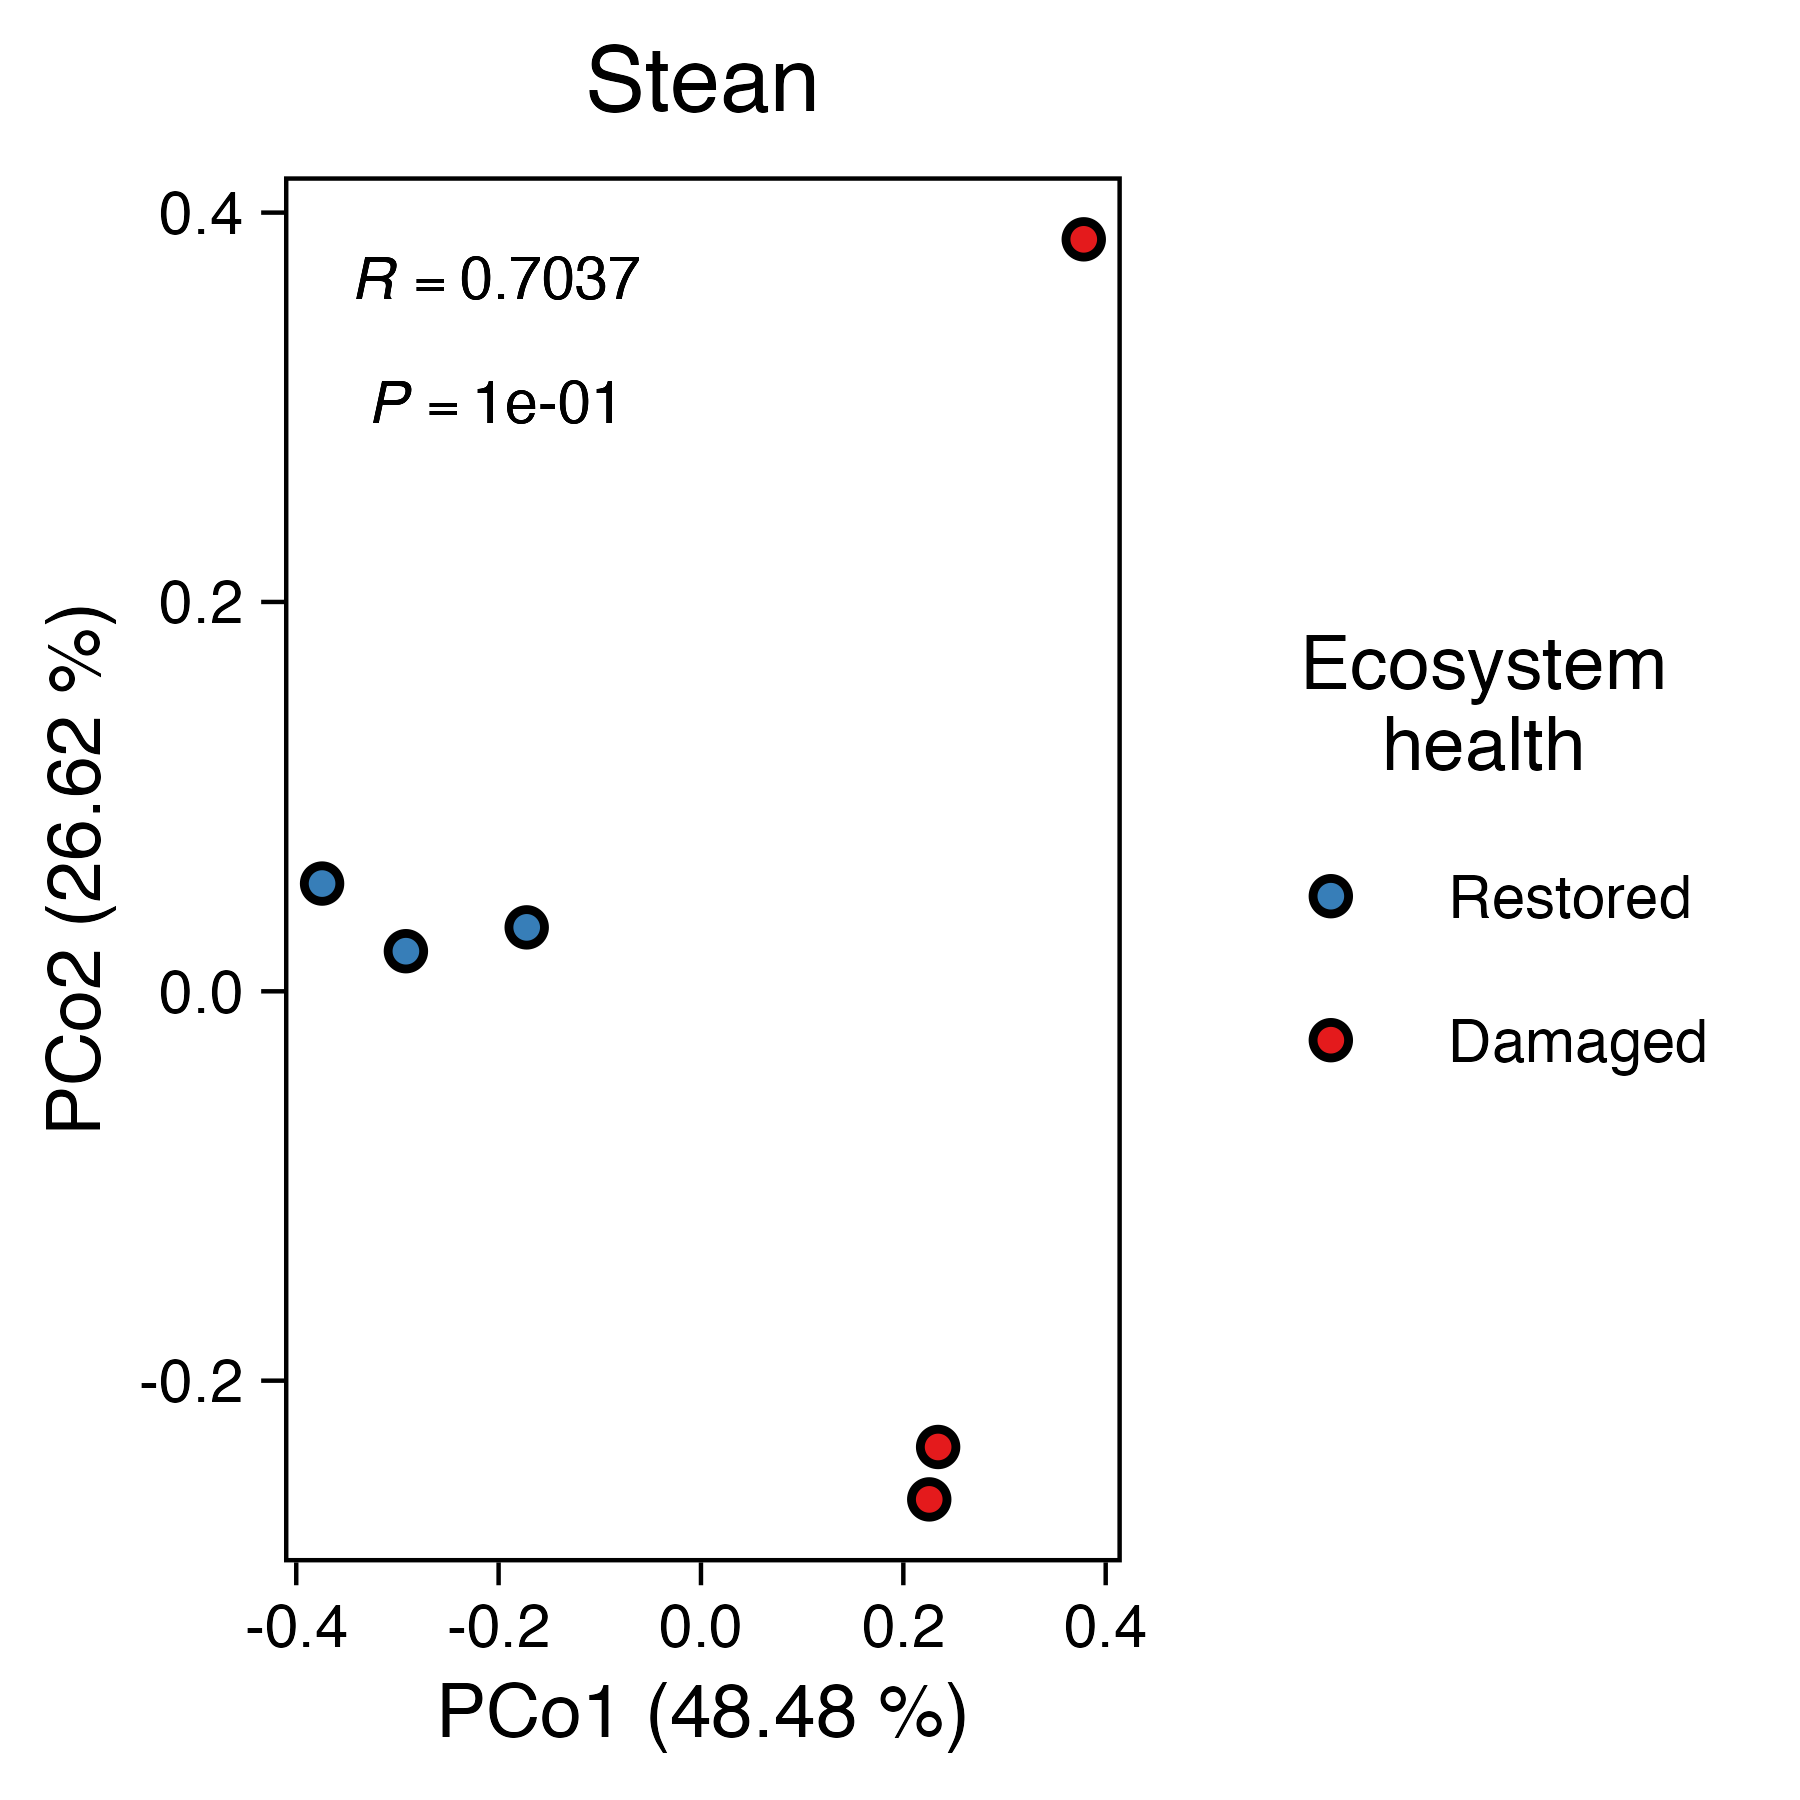 Stean
0.4
0.2
0.0
-0.2
PCo2 (26.62 %)
R = 0.7037
P = 1e-01
-0.4
-0.2
0.0
0.2
0.4
PCo1 (48.48 %)
Ecosystem
health
Restored
Damaged